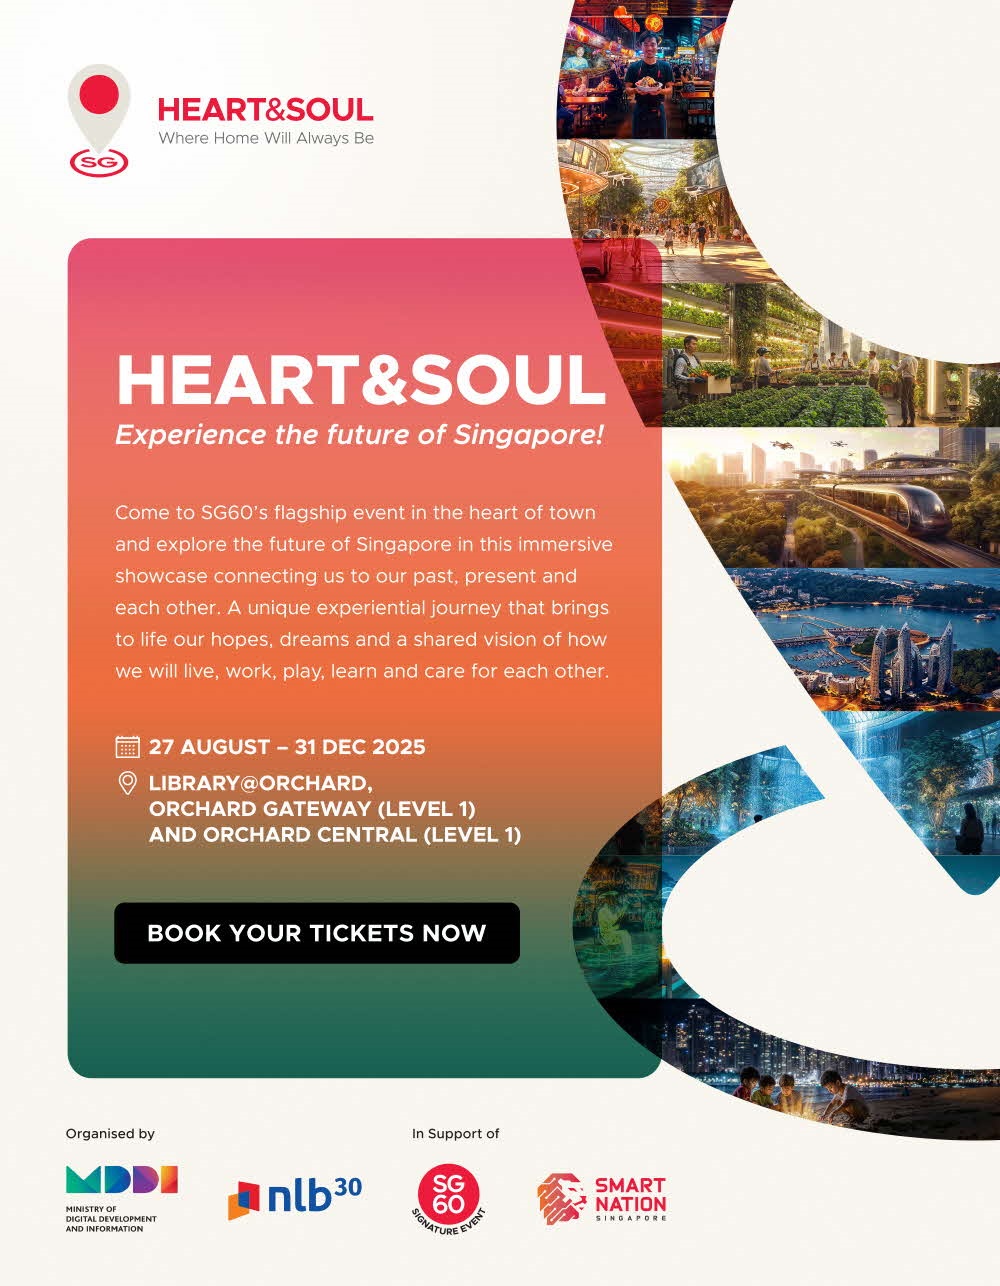 HEART&SOUL
Where Home Will Always Be
SG
HEART&SOUL
Experience the future of Singapore!
Come to SG60's flagship event in the heart of town
and explore the future of Singapore in this immersive
showcase connecting us to our past, present and
each other. A unique experiential journey that brings
to life our hopes, dreams and a shared vision of how
we will live, work, play, learn and care for each other.
27 AUGUST – 31 DEC 2025
LIBRARY@ORCHARD,
ORCHARD GATEWAY (LEVEL 1)
AND ORCHARD CENTRAL (LEVEL 1)
BOOK YOUR TICKETS NOW
Organised by
In Support of
MDDI
MINISTRY OF
DIGITAL DEVELOPMENT
AND INFORMATION
nlb30
SG
60
SIGNATURE EVENT
SMART
NATION
SINGAPORE